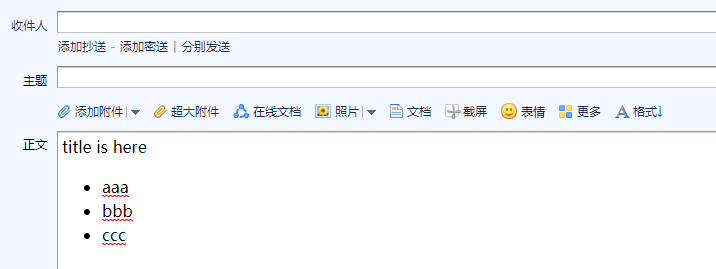 收件人
添加抄送 - 添加密送 | 分别发送
主题
添加附件 | 超大附件 在线文档 照片 | 文档 截屏 表情 更多 格式↓
正文 title is here
• aaa
• bbb
• ccc